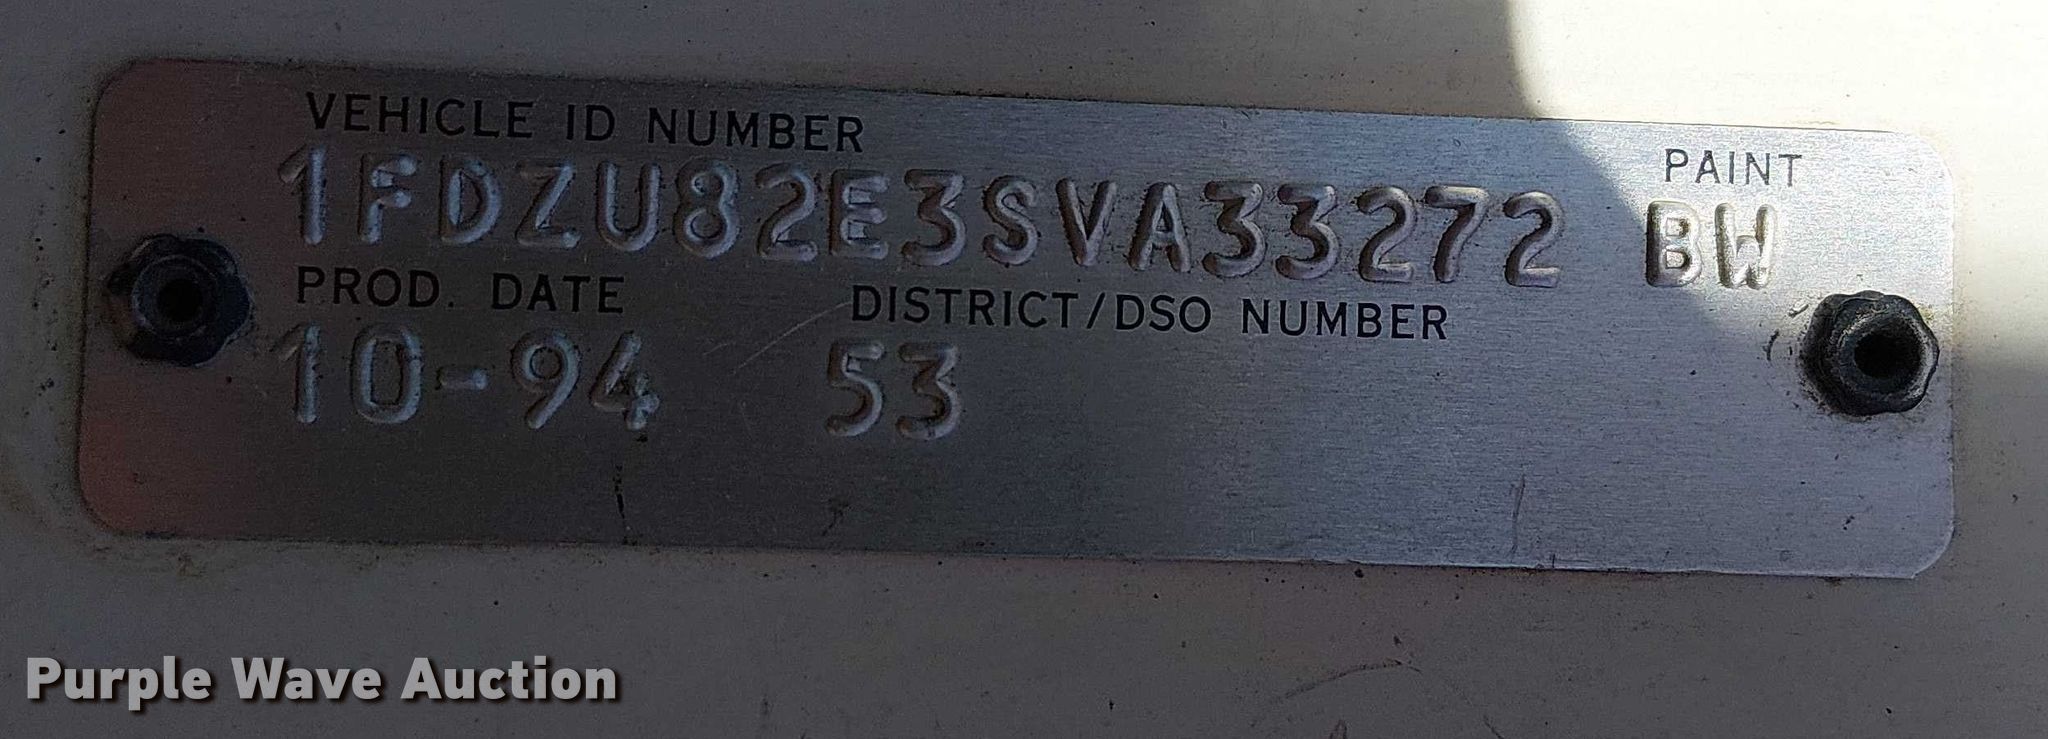 VEHICLE ID NUMBER
PAINT
1FDZU82E3SVA33272 BW
PROD. DATE
DISTRICT/DSO NUMBER
10-94 53
Purple Wave Auction